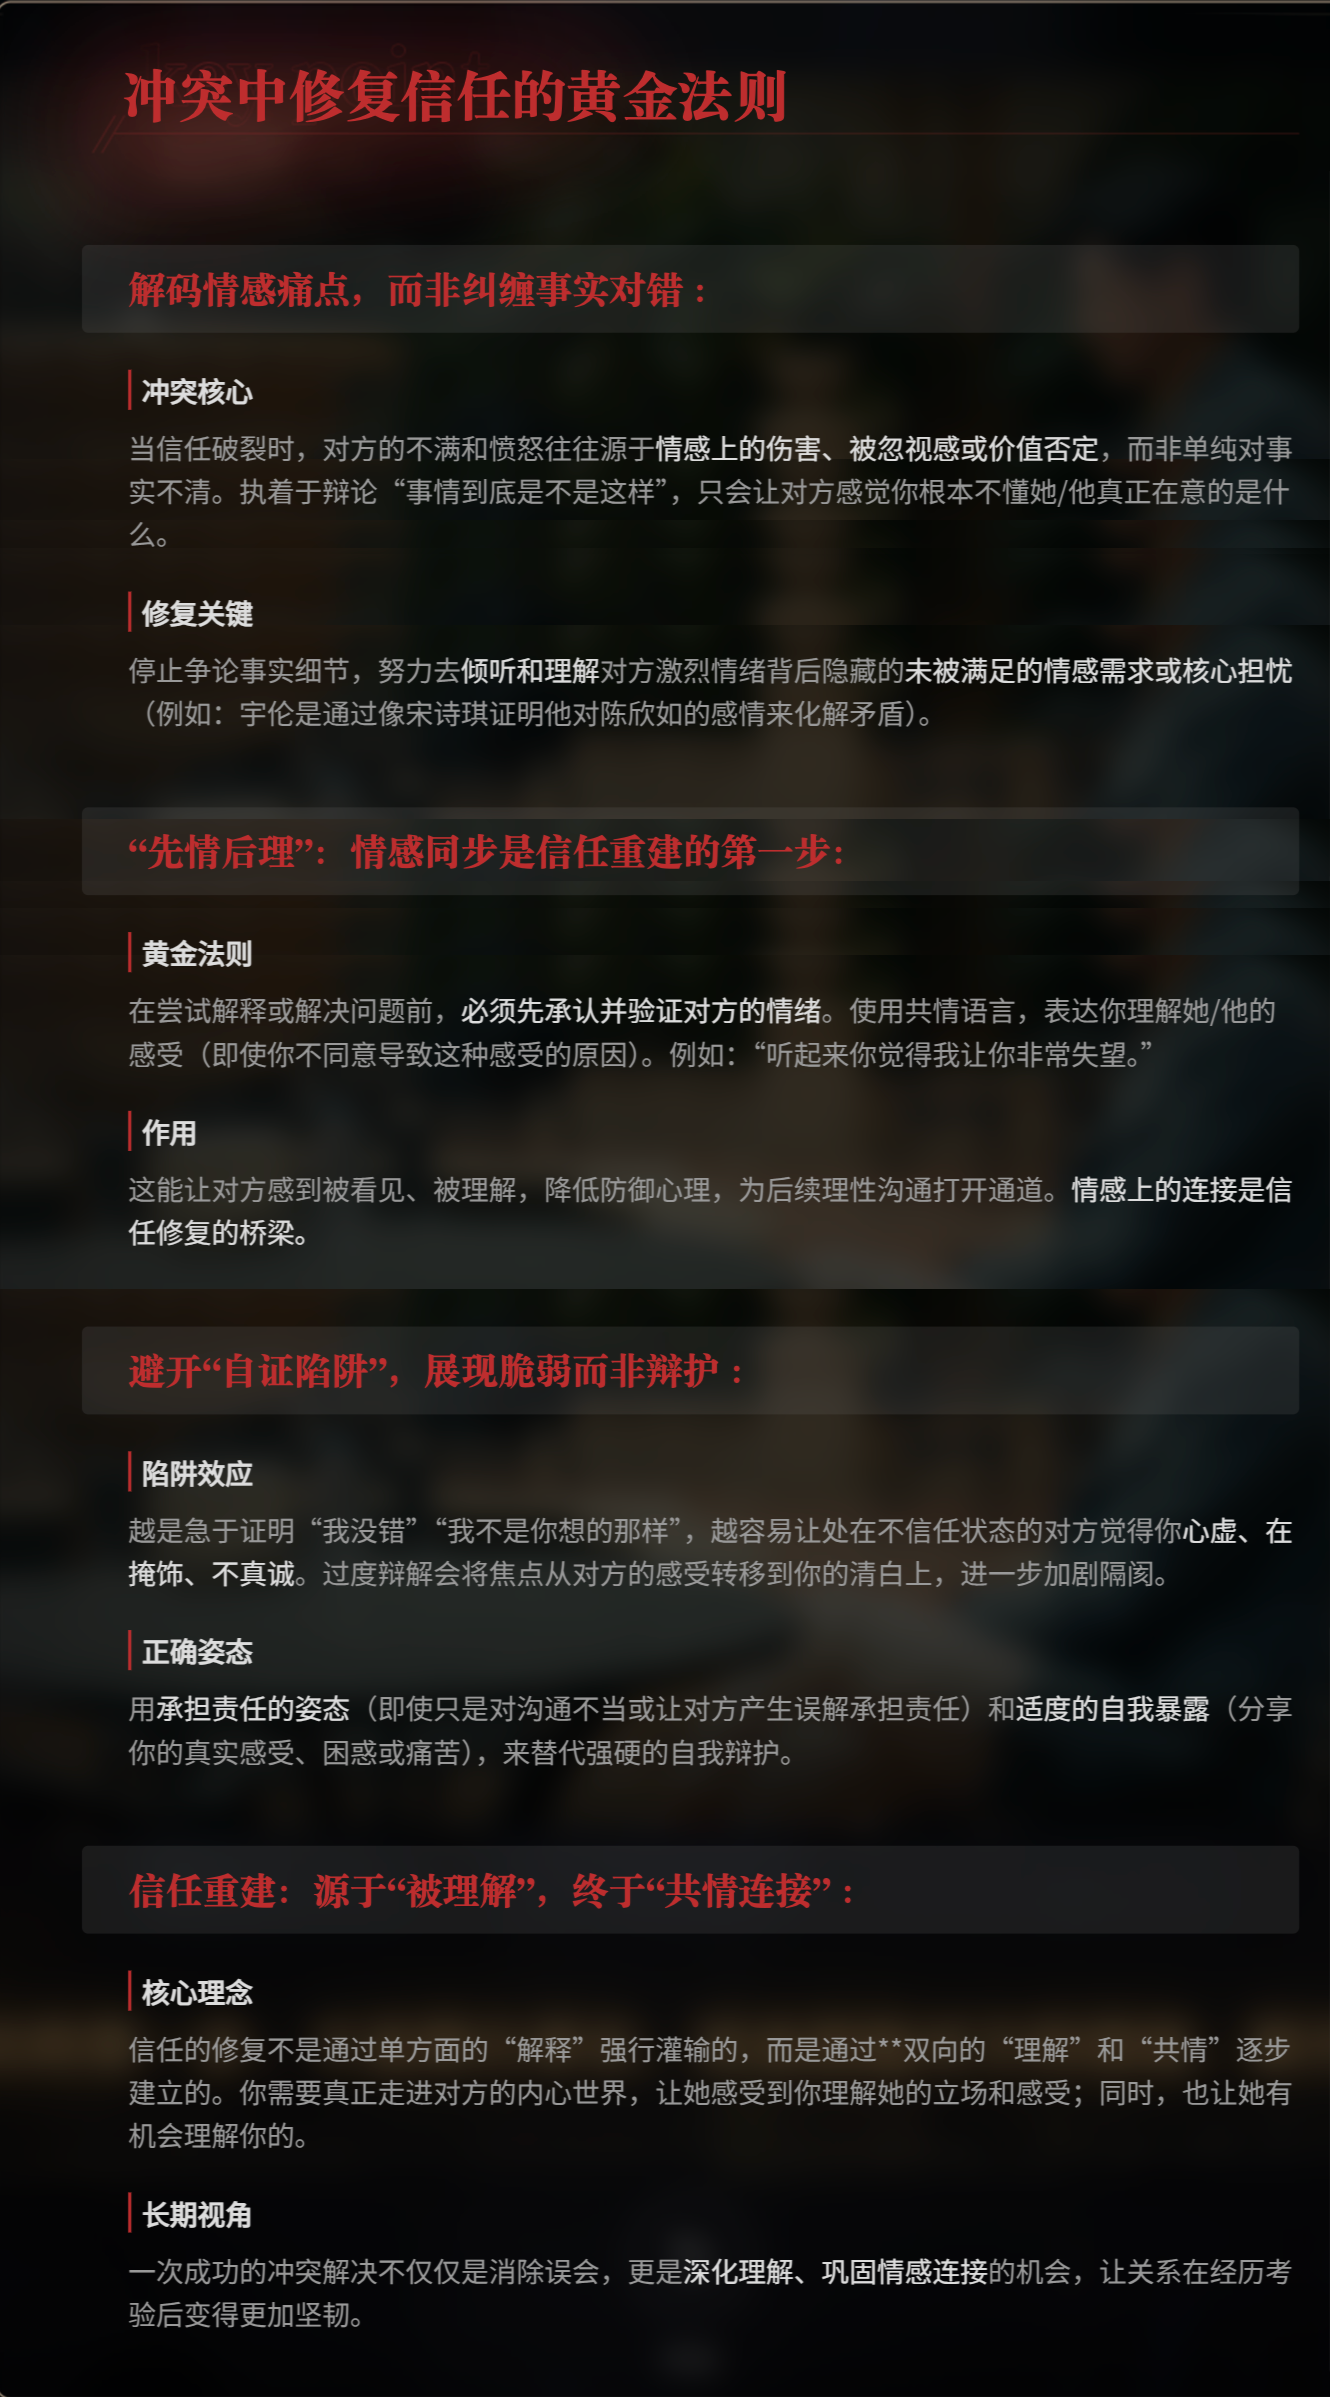 key point
冲突中修复信任的黄金法则
解码情感痛点，而非纠缠事实对错：
冲突核心
当信任破裂时，对方的不满和愤怒往往源于情感上的伤害、被忽视感或价值否定，而非单纯对事
实不清。执着于辩论“事情到底是不是这样”，只会让对方感觉你根本不懂她/他真正在意的是什
么。
修复关键
停止争论事实细节，努力去倾听和理解对方激烈情绪背后隐藏的未被满足的情感需求或核心担忧
（例如：宇伦是通过像宋诗琪证明他对陈欣如的感情来化解矛盾）。
“先情后理”：情感同步是信任重建的第一步：
黄金法则
在尝试解释或解决问题前，必须先承认并验证对方的情绪。使用共情语言，表达你理解她/他的
感受（即使你不同意导致这种感受的原因）。例如：“听起来你觉得我让你非常失望。”
作用
这能让对方感到被看见、被理解，降低防御心理，为后续理性沟通打开通道。情感上的连接是信
任修复的桥梁。
避开“自证陷阱”，展现脆弱而非辩护：
陷阱效应
越是急于证明“我没错”“我不是你想的那样”，越容易让处在不信任状态的对方觉得你心虚、在
掩饰、不真诚。过度辩解会将焦点从对方的感受转移到你的清白上，进一步加剧隔阂。
正确姿态
用承担责任的姿态（即使只是对沟通不当或让对方产生误解承担责任）和适度的自我暴露（分享
你的真实感受、困惑或痛苦），来替代强硬的自我辩护。
信任重建：源于“被理解”，终于“共情连接”：
核心理念
信任的修复不是通过单方面的“解释”强行灌输的，而是通过**双向的“理解”和“共情”逐步
建立的。你需要真正走进对方的内心世界，让她感受到你理解她的立场和感受；同时，也让她有
机会理解你的。
长期视角
一次成功的冲突解决不仅仅是消除误会，更是深化理解、巩固情感连接的机会，让关系在经历考
验后变得更加坚韧。